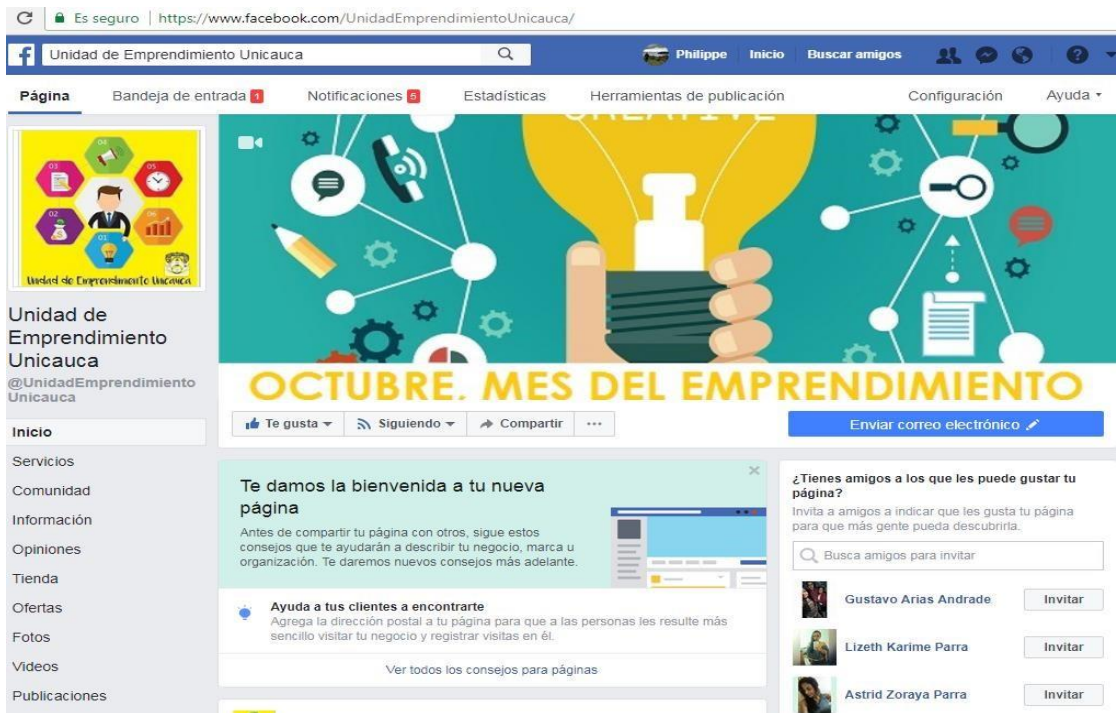 Es seguro | https://www.facebook.com/UnidadEmprendimientoUnicauca/
Unidad de Emprendimiento Unicauca
Philippe Inicio Buscar amigos
Página Bandeja de entrada 1 Notificaciones 5 Estadísticas Herramientas de publicación Configuración Ayuda
CREATIVE
04
03
05
02
06
01
Unidad de Emprendimiento Unicauca
Unidad de
Emprendimiento
Unicauca
@UnidadEmprendimiento
Unicauca
OCTUBRE. MES DEL EMPRENDIMIENTO
Te gusta Siguiendo Compartir ...
Enviar correo electrónico
Inicio
Servicios
Comunidad
Información
Opiniones
Tienda
Ofertas
Fotos
Videos
Publicaciones
Te damos la bienvenida a tu nueva
página
Antes de compartir tu página con otros, sigue estos
consejos que te ayudarán a describir tu negocio, marca u
organización. Te daremos nuevos consejos más adelante.
Ayuda a tus clientes a encontrarte
Agrega la dirección postal a tu página para que a las personas les resulte más
sencillo visitar tu negocio y registrar visitas en él.
Ver todos los consejos para páginas
¿Tienes amigos a los que les puede gustar tu
página?
Invita a amigos a indicar que les gusta tu página
para que más gente pueda descubrirla.
Busca amigos para invitar
Gustavo Arias Andrade Invitar
Lizeth Karime Parra Invitar
Astrid Zoraya Parra Invitar